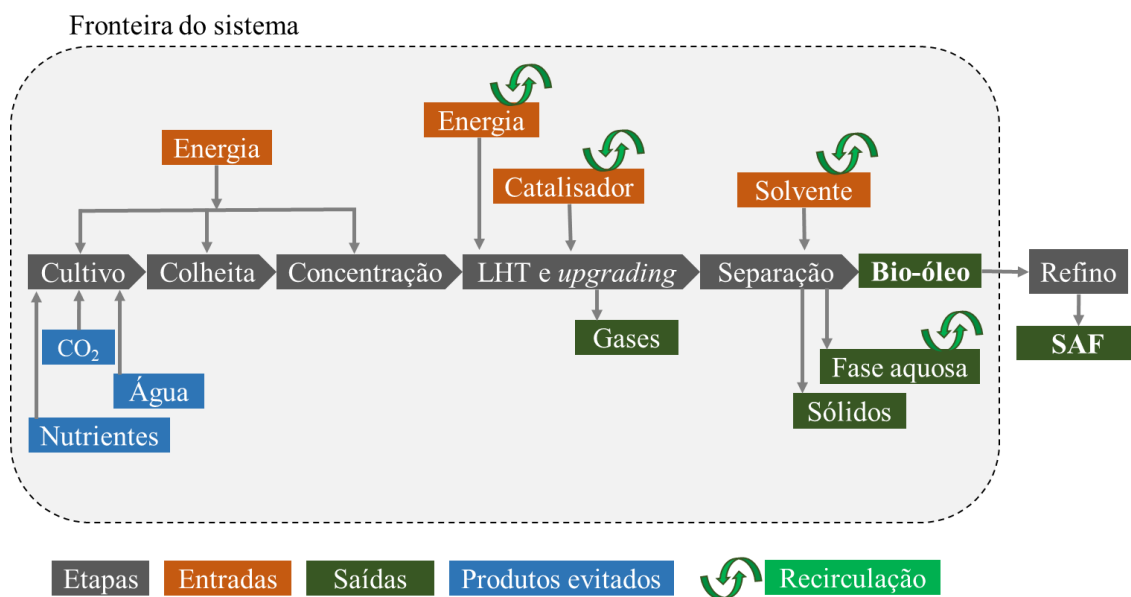 Fronteira do sistema
Energia
Energia
Catalisador
Solvente
Cultivo
Colheita
Concentração
LHT e upgrading
Separação
Bio-óleo
Refino
CO₂
Água
Nutrientes
Gases
Fase aquosa
Sólidos
SAF
Etapas
Entradas
Saídas
Produtos evitados
Recirculação